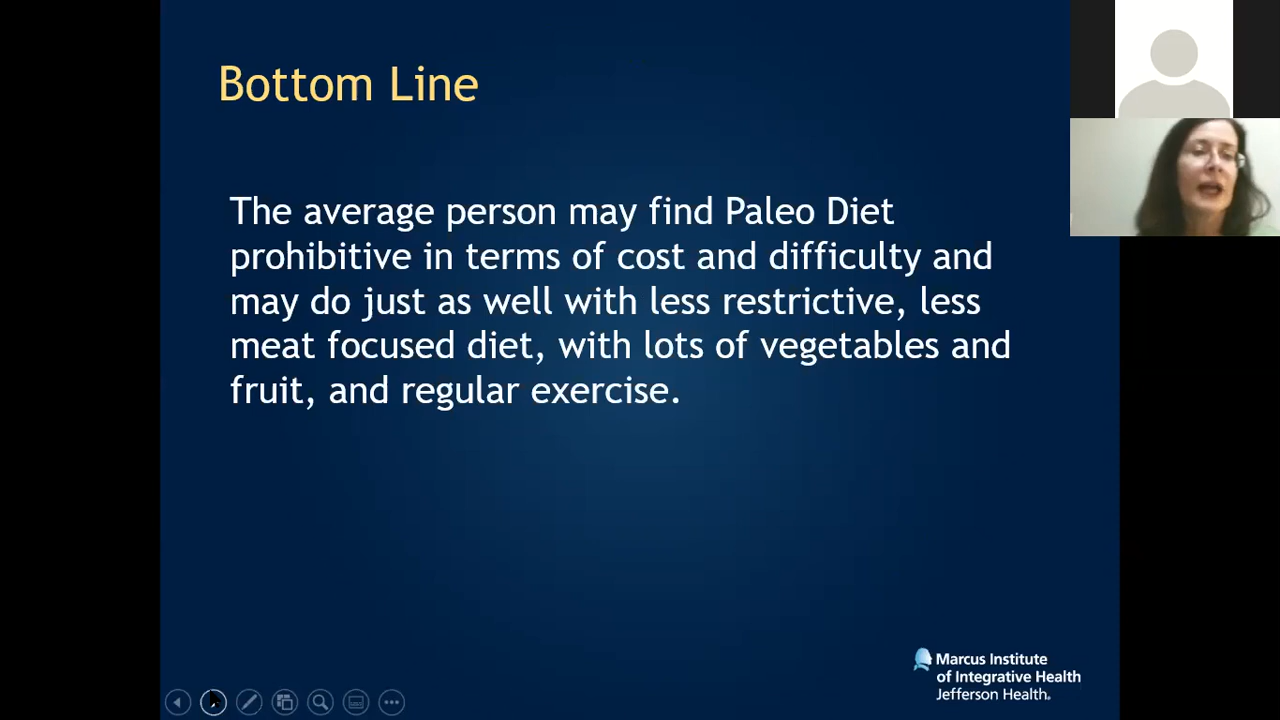 Bottom Line
The average person may find Paleo Diet
prohibitive in terms of cost and difficulty and
may do just as well with less restrictive, less
meat focused diet, with lots of vegetables and
fruit, and regular exercise.
Marcus Institute
of Integrative Health
Jefferson Health.